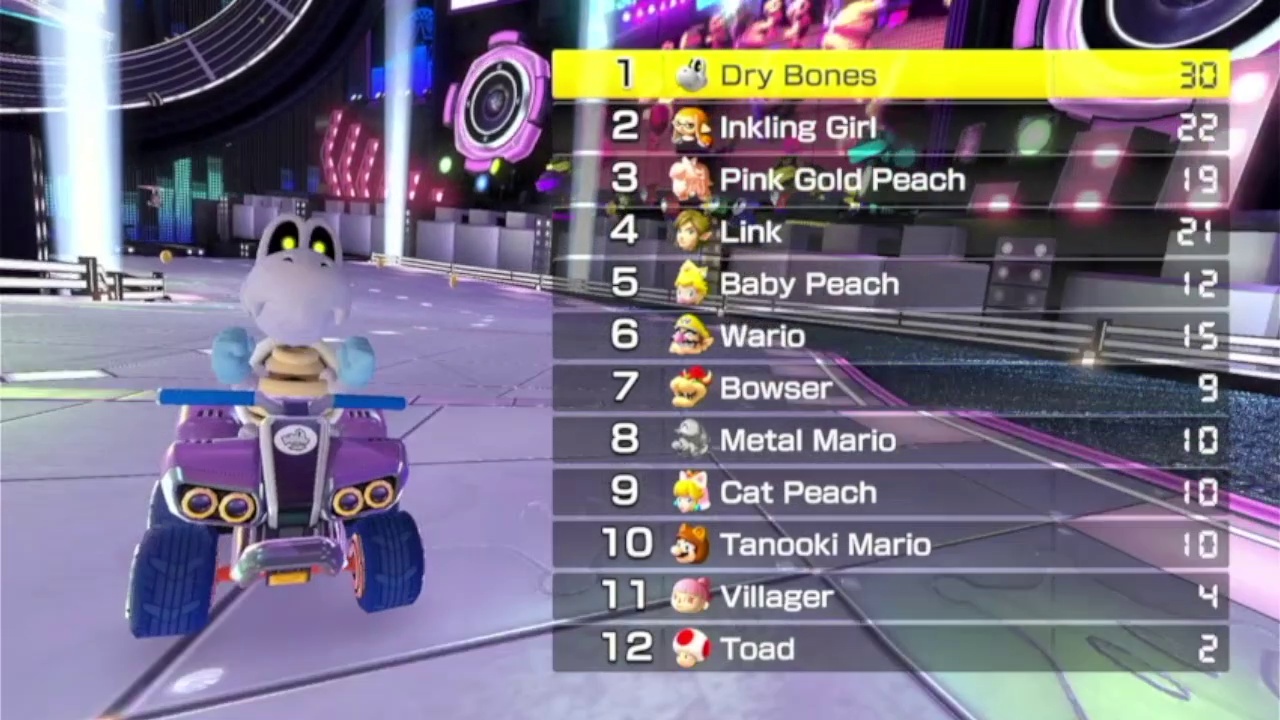 1 Dry Bones 30
2 Inkling Girl 22
3 Pink Gold Peach 19
4 Link 21
5 Baby Peach 12
6 Wario 15
7 Bowser 9
8 Metal Mario 10
9 Cat Peach 10
10 Tanooki Mario 10
11 Villager 4
12 Toad 2